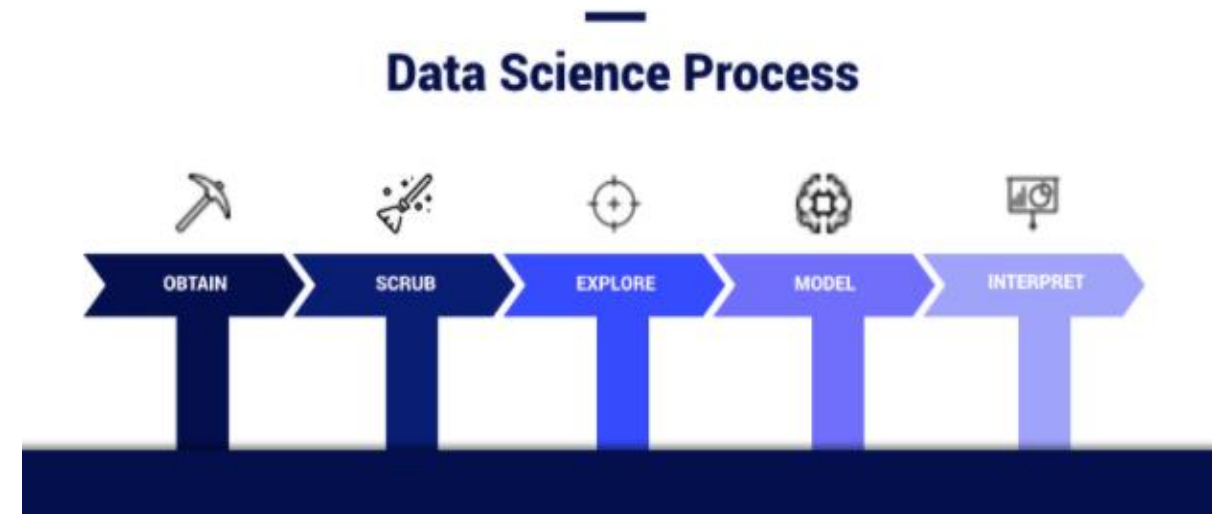 Data Science Process
OBTAIN
SCRUB
EXPLORE
MODEL
INTERPRET